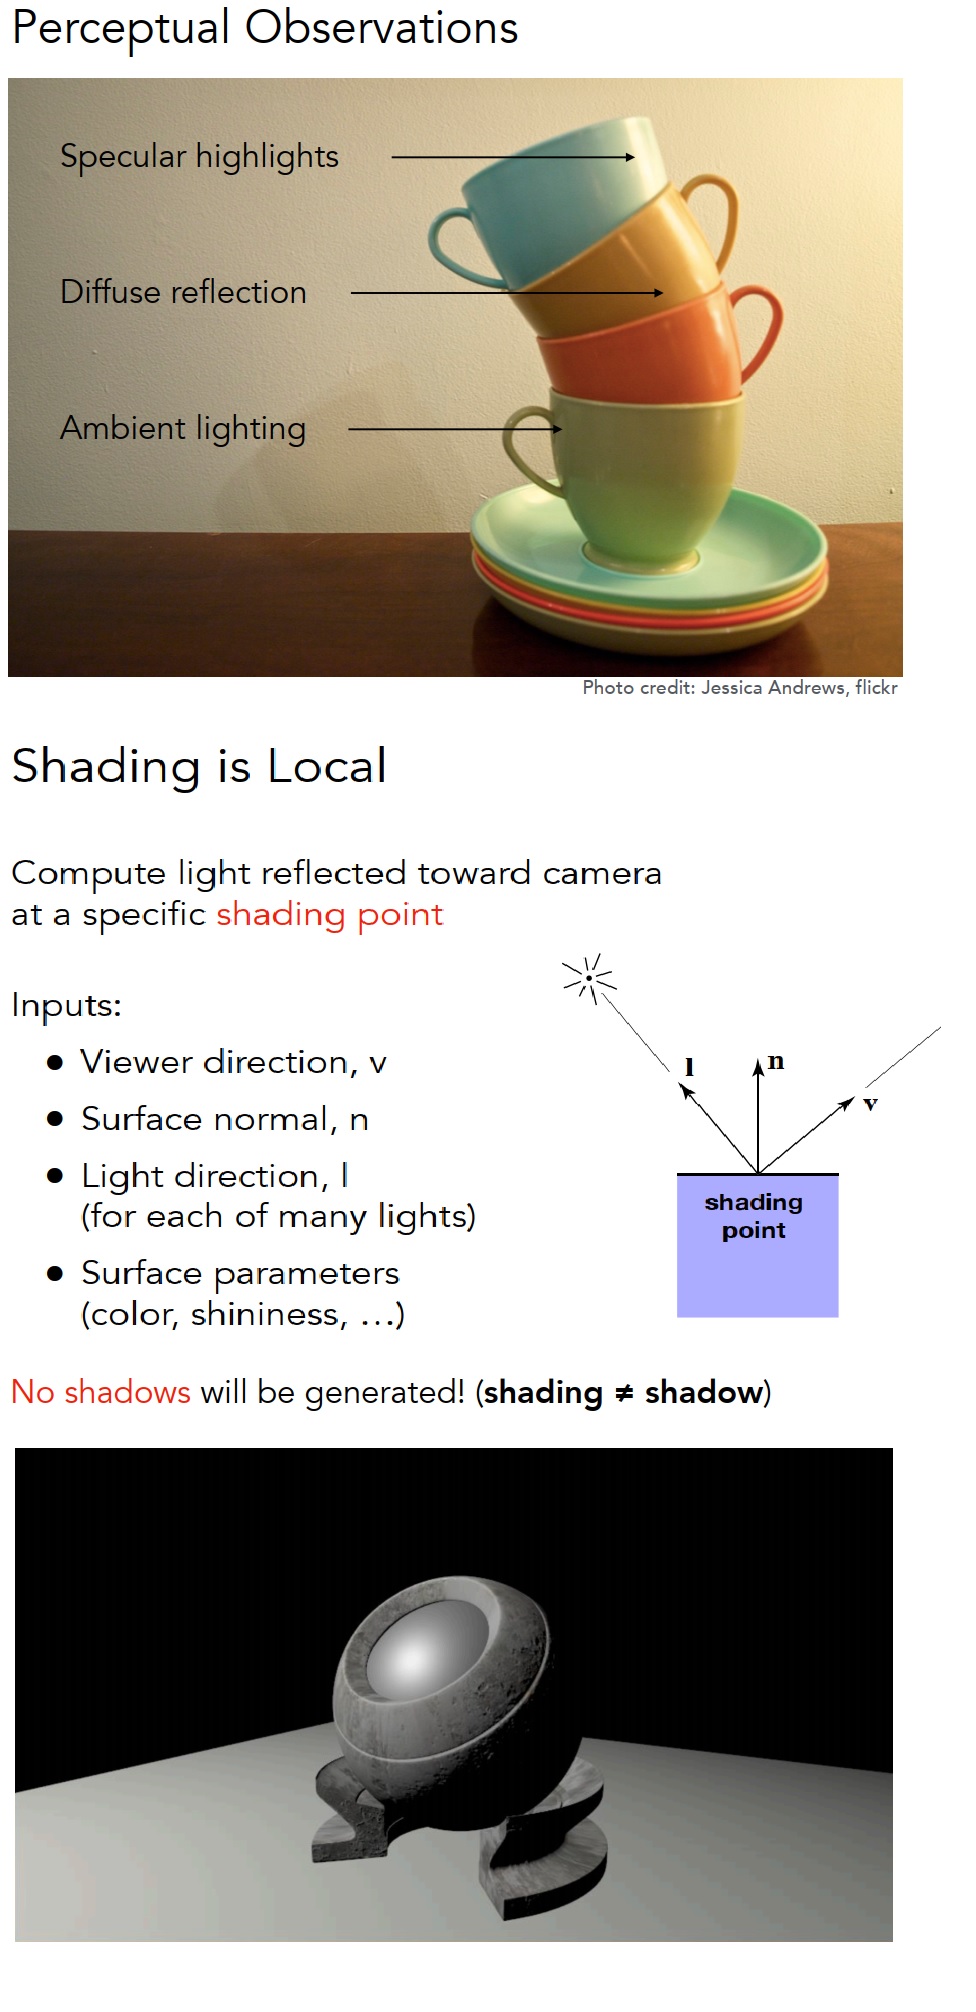 Perceptual Observations
Specular highlights
Diffuse reflection
Ambient lighting
Photo credit: Jessica Andrews, flickr
Shading is Local
Compute light reflected toward camera
at a specific shading point
Inputs:
● Viewer direction, v
● Surface normal, n
● Light direction, l
(for each of many lights)
● Surface parameters
(color, shininess, …)
l
n
v
shading
point
No shadows will be generated! (shading ≠ shadow)